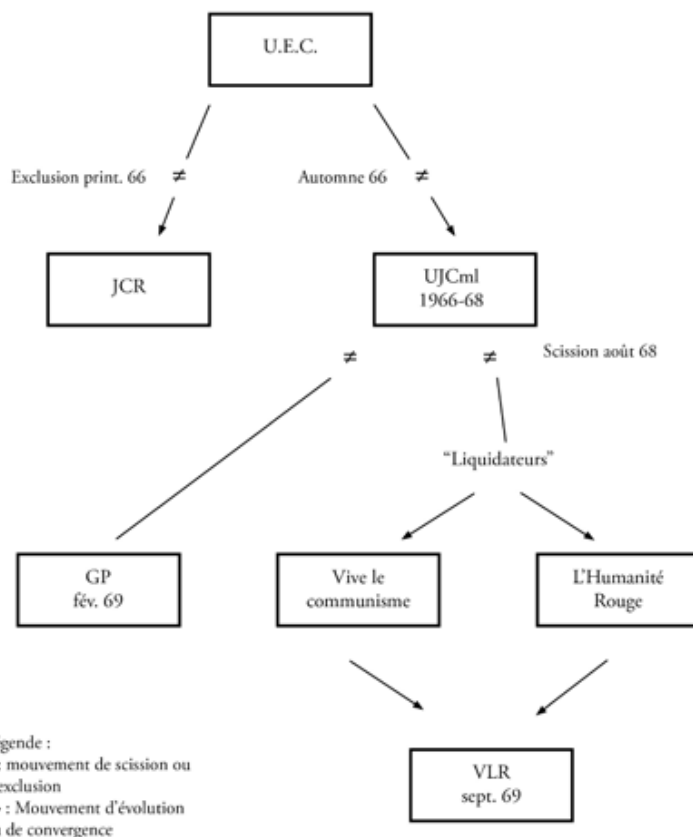 U.E.C.
Exclusion print. 66 ≠
Automne 66 ≠
JCR
UJCml
1966-68
≠ ≠
Scission août 68
“Liquidateurs”
GP
fév. 69
Vive le
communisme
L’Humanité
Rouge
VLR
sept. 69
gende :
: mouvement de scission ou
exclusion
: Mouvement d’évolution
de convergence